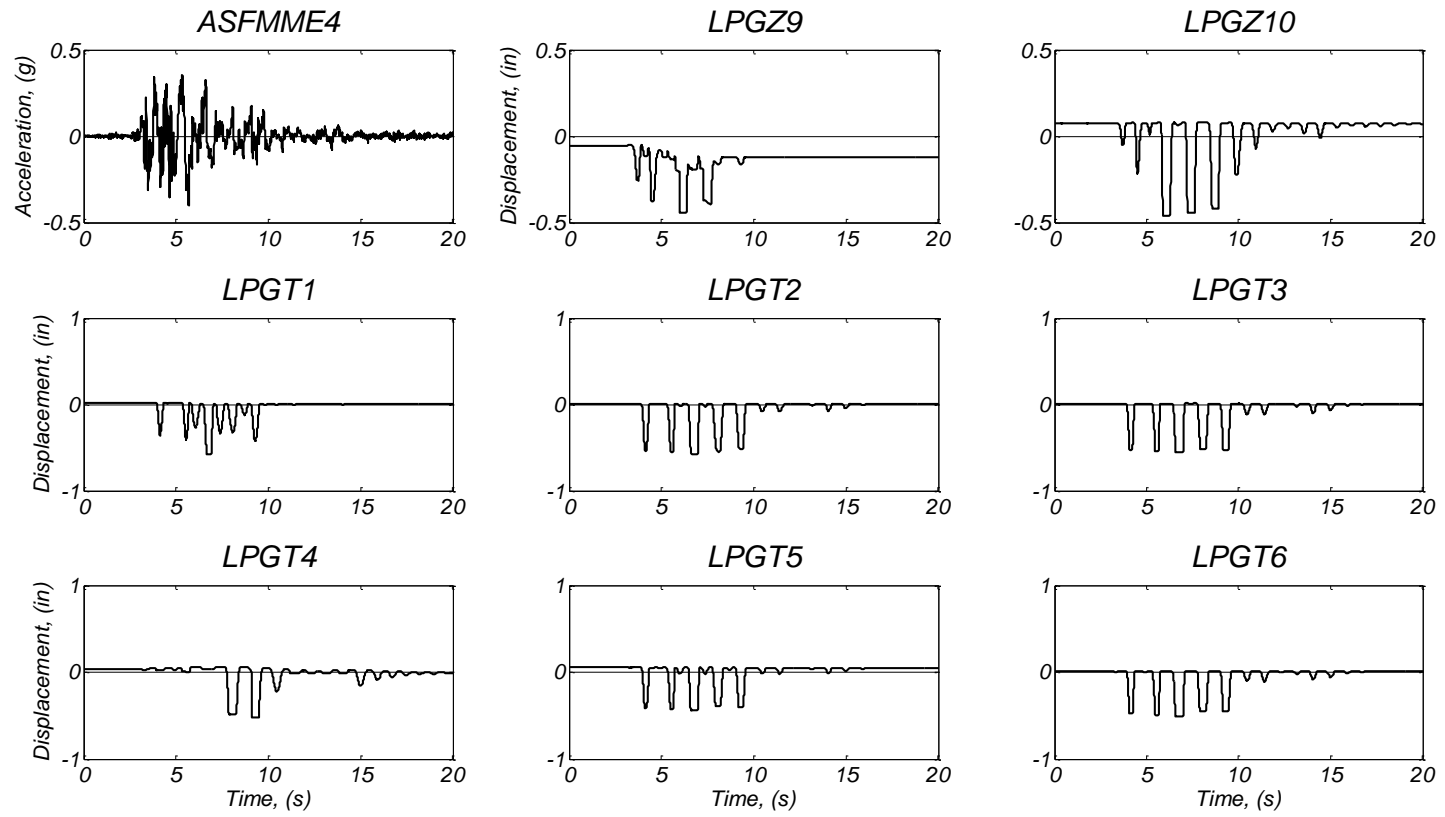 ASFMME4 LPGZ9 LPGZ10
0.5 0.5 0.5
Acceleration, (g) Displacement, (in)
0 0 0
-0.5 -0.5 -0.5
0 5 10 15 20 0 5 10 15 20 0 5 10 15 20
LPGT1 LPGT2 LPGT3
1 1 1
Displacement, (in)
0 0 0
-1 -1 -1
0 5 10 15 20 0 5 10 15 20 0 5 10 15 20
LPGT4 LPGT5 LPGT6
1 1 1
Displacement, (in)
0 0 0
-1 -1 -1
0 5 10 15 20 0 5 10 15 20 0 5 10 15 20
Time, (s) Time, (s) Time, (s)